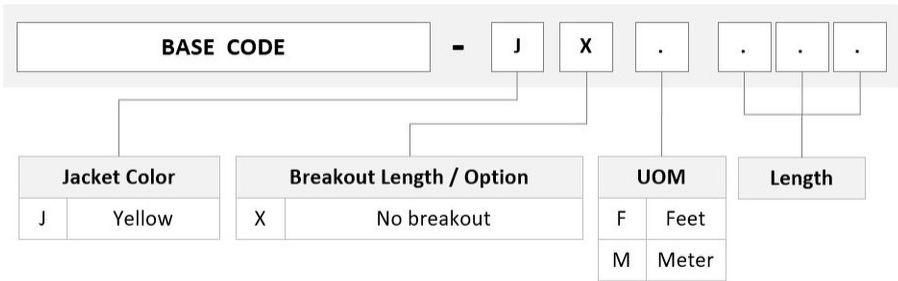 BASE CODE - J X . . . .
Jacket Color
J Yellow
Breakout Length / Option
X No breakout
UOM
F Feet
M Meter
Length